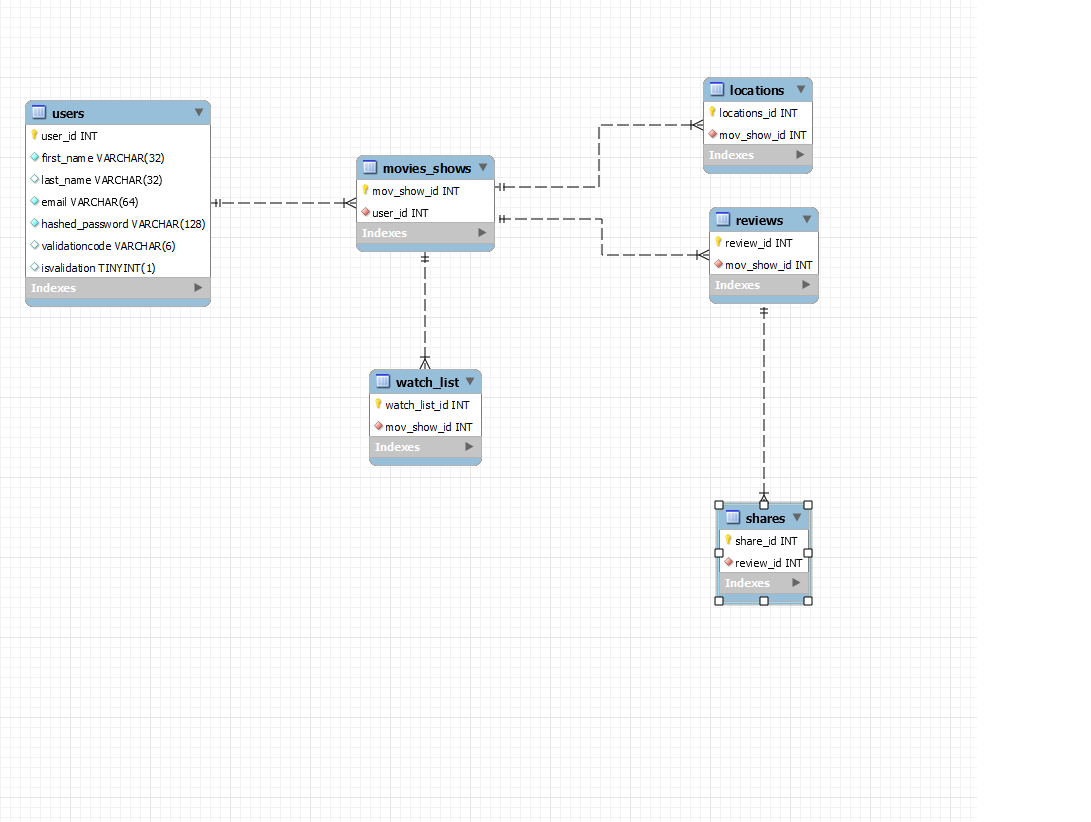 users
user_id INT
first_name VARCHAR(32)
last_name VARCHAR(32)
email VARCHAR(64)
hashed_password VARCHAR(128)
validationcode VARCHAR(6)
isvalidation TINYINT(1)
Indexes
movies_shows
mov_show_id INT
user_id INT
Indexes
watch_list
watch_list_id INT
mov_show_id INT
Indexes
locations
locations_id INT
mov_show_id INT
Indexes
reviews
review_id INT
mov_show_id INT
Indexes
shares
share_id INT
review_id INT
Indexes